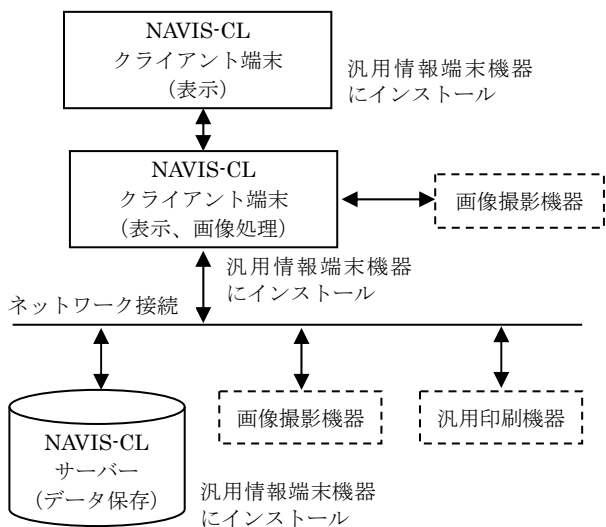 NAVIS-CL
クライアント端末
（表示）
汎用情報端末機器
にインストール
NAVIS-CL
クライアント端末
（表示、画像処理）
画像撮影機器
汎用情報端末機器
にインストール
ネットワーク接続
NAVIS-CL
サーバー
（データ保存）
画像撮影機器
汎用印刷機器
汎用情報端末機器
にインストール